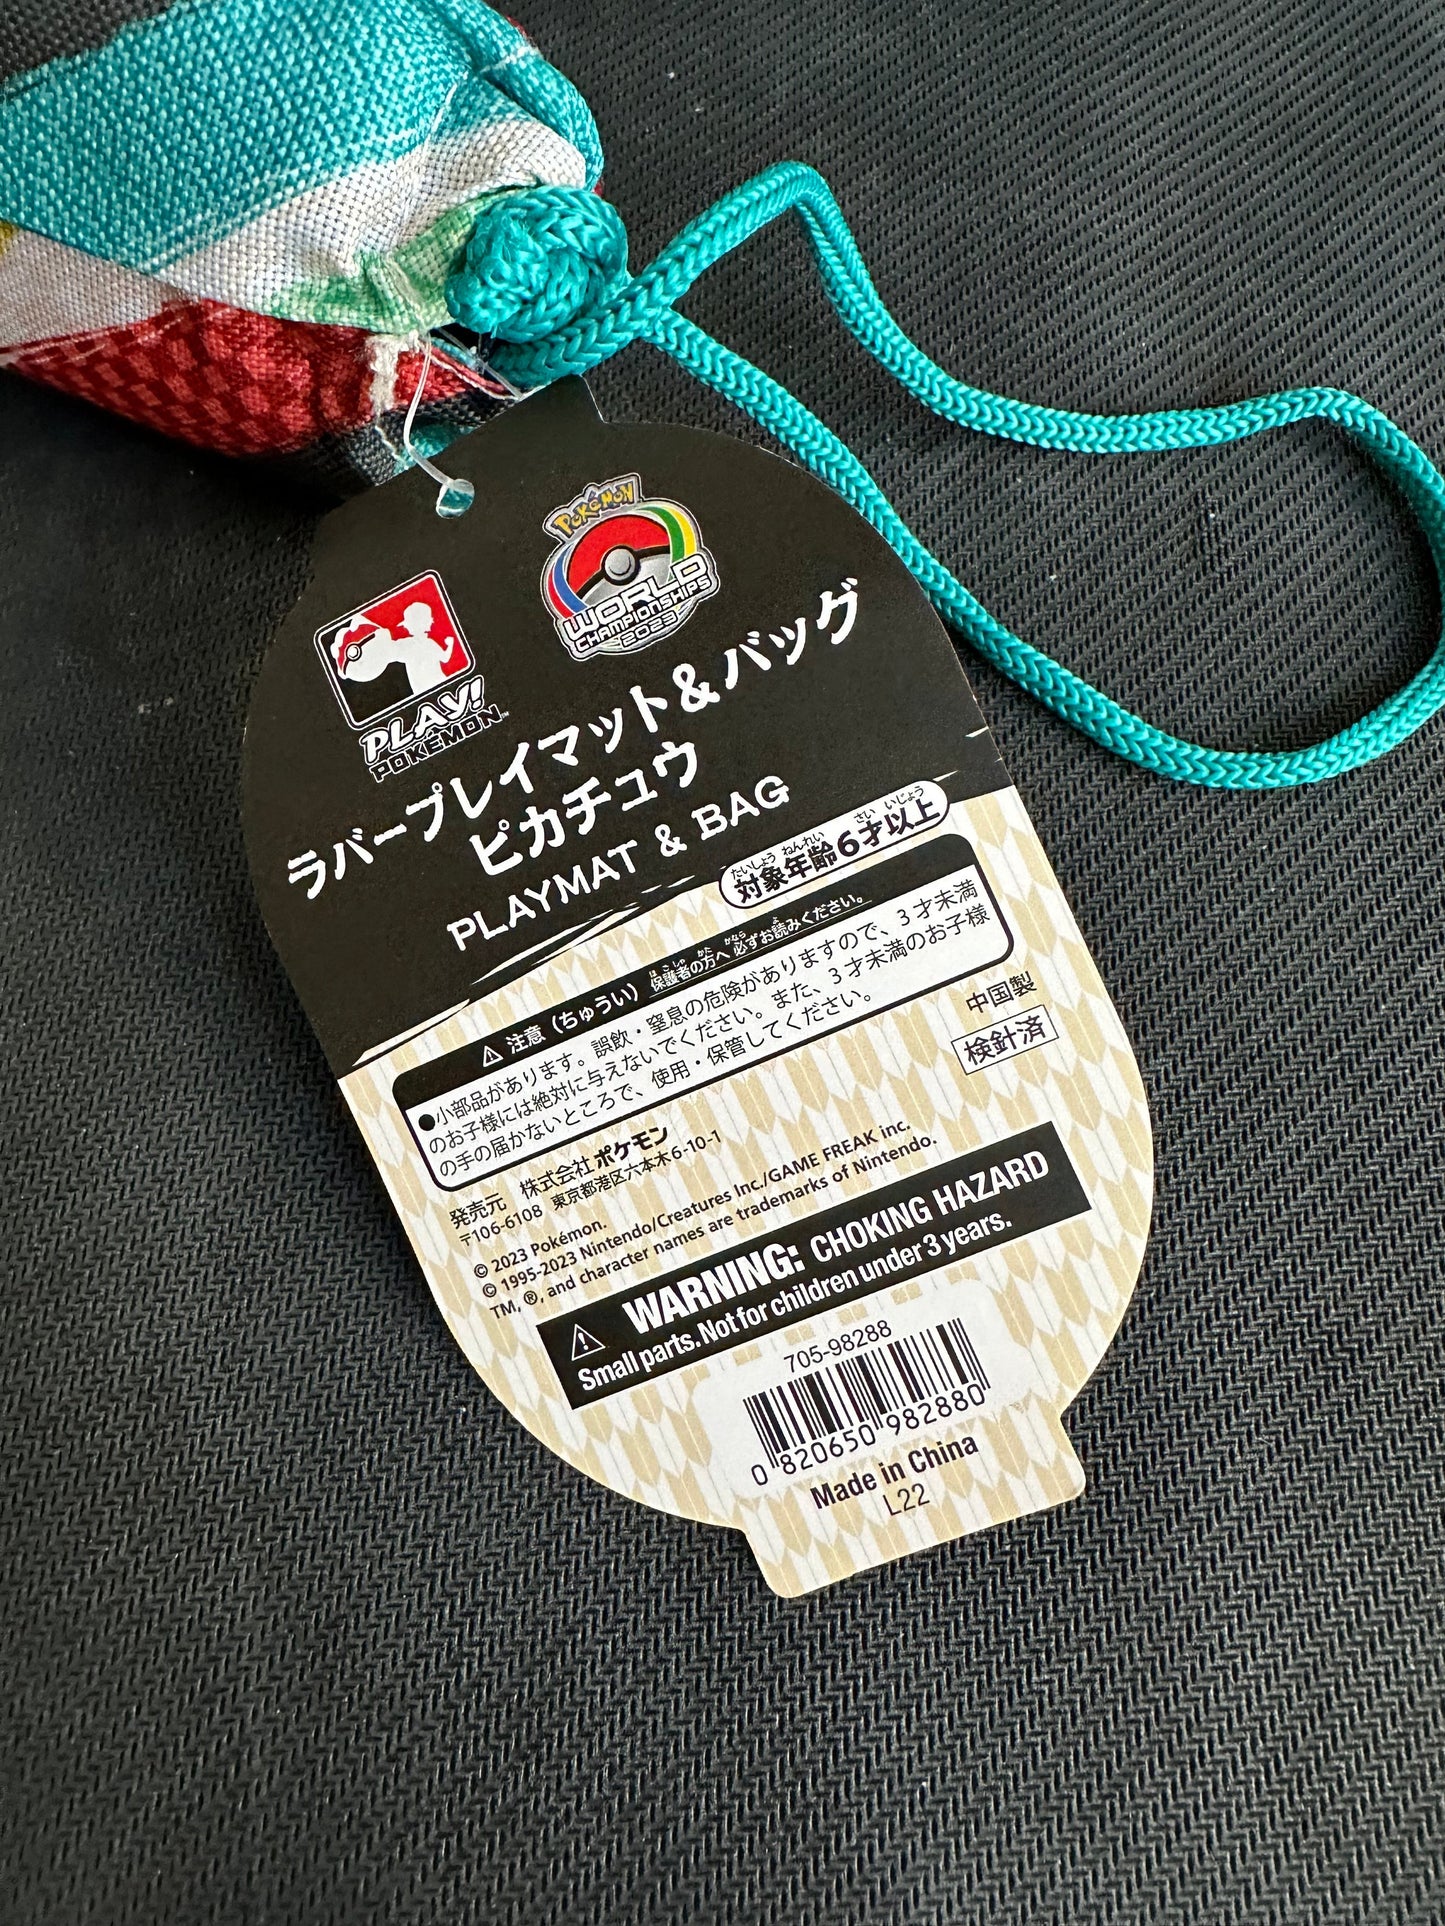 POKéMON
WORLD
CHAMPIONSHIPS
2023
PLAY!
POKÉMON™
ラバープレイマット&バッグ
ピカチュウ
PLAYMAT & BAG
たいしょう ねんれい さい いじょう
対象年齢6才以上
⚠ 注意（ちゅうい） 保護者の方へ 必ずお読みください。
ほごしゃ かた かなら よ
●小部品があります。誤飲・窒息の危険がありますので、3才未満
のお子様には絶対に与えないでください。また、3才未満のお子様
の手の届かないところで、使用・保管してください。
中国製
検針済
発売元 株式会社ポケモン
〒106-6108 東京都港区六本木6-10-1
© 2023 Pokémon.
© 1995-2023 Nintendo/Creatures Inc./GAME FREAK inc.
TM, ®, and character names are trademarks of Nintendo.
⚠ WARNING: CHOKING HAZARD
Small parts. Not for children under 3 years.
705-98288
0 820650 982880
Made in China
L22